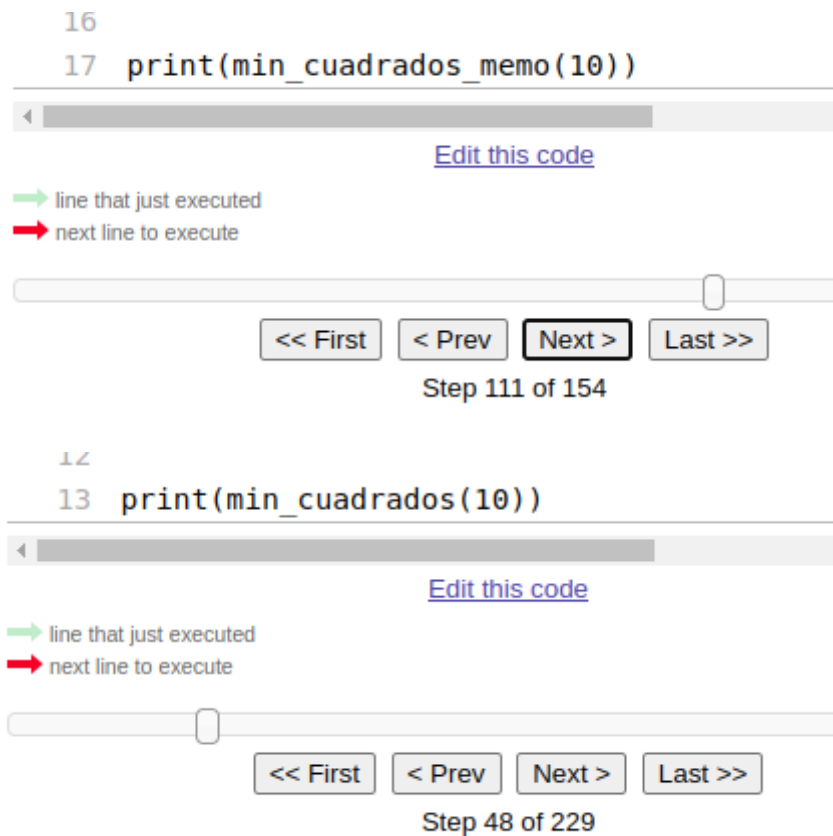 16
17 print(min_cuadrados_memo(10))
Edit this code
line that just executed
next line to execute
<< First < Prev Next > Last >>
Step 111 of 154
12
13 print(min_cuadrados(10))
Edit this code
line that just executed
next line to execute
<< First < Prev Next > Last >>
Step 48 of 229